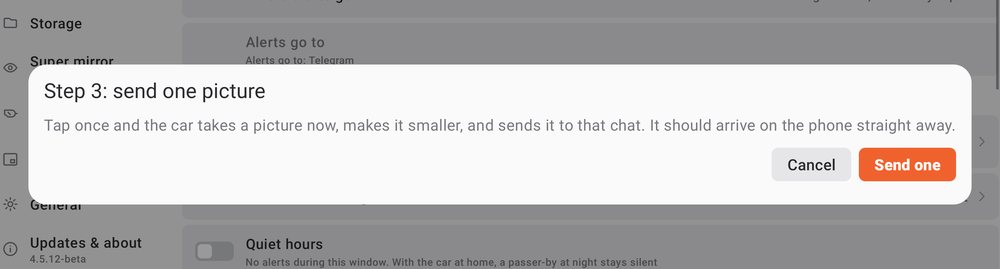 Storage
Alerts go to
Super mirror
Alerts go to: Telegram
Step 3: send one picture
Tap once and the car takes a picture now, makes it smaller, and sends it to that chat. It should arrive on the phone straight away.
Cancel
Send one
General
Updates & about
4.5.12-beta
Quiet hours
No alerts during this window. With the car at home, a passer-by at night stays silent